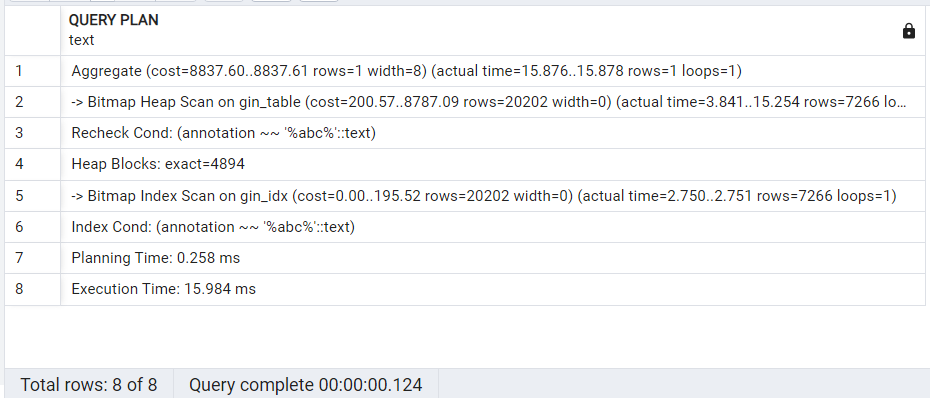 QUERY PLAN
text
1 Aggregate (cost=8837.60..8837.61 rows=1 width=8) (actual time=15.876..15.878 rows=1 loops=1)
2 -> Bitmap Heap Scan on gin_table (cost=200.57..8787.09 rows=20202 width=0) (actual time=3.841..15.254 rows=7266 lo...
3 Recheck Cond: (annotation ~~ '%abc%'::text)
4 Heap Blocks: exact=4894
5 -> Bitmap Index Scan on gin_idx (cost=0.00..195.52 rows=20202 width=0) (actual time=2.750..2.751 rows=7266 loops=1)
6 Index Cond: (annotation ~~ '%abc%'::text)
7 Planning Time: 0.258 ms
8 Execution Time: 15.984 ms
Total rows: 8 of 8 Query complete 00:00:00.124